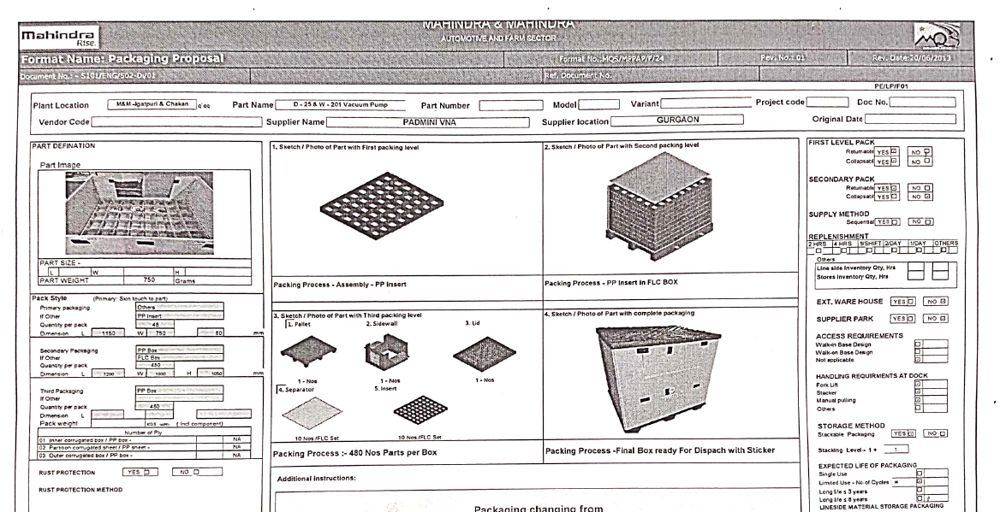 MAHINDRA & MAHINDRA
AUTOMOTIVE AND FARM SECTOR
Mahindra
Rise.
MQS
Format Name: Packaging Proposal
Format No.:MQS/MPPAP/F/24
Rev. No.: 01
Rev. Date:20/06/2013
Document No.: - S101/ENG/S02-D/01
Ref. Document No.
PE/LP/F01
Plant Location M&M -Igatpuri & Chakan Part Name D - 25 & W - 201 Vacuum Pump Part Number Model Variant Project code Doc No.
Vendor Code Supplier Name PADMINI VNA Supplier location GURGAON Original Date
PART DEFINATION
Part Image
PART SIZE -
L W H
PART WEIGHT 750 Grams
Pack Style (Primary: Skin touch to part)
Primary packaging Others
If Other PP Insert
Quantity per pack 48
Dimension L 1150 W 750 80 mm
Secondary Packaging PP Box
If Other FLC Box
Quantity per pack 480
Dimension L 1200 W 1000 H 1050 mm
Third Packaging PP Box
If Other
Quantity per pack 480
Dimension L
Pack weight KGS ( Incl component)
Number of Ply
01 Inner corrugated box / PP box - NA
02 Partition corrugated sheet / PP sheet - NA
03 Outer corrugated box / PP box - NA
RUST PROTECTION YES NO
RUST PROTECTION METHOD
1. Sketch / Photo of Part with First packing level
Packing Process - Assembly - PP Insert
2. Sketch / Photo of Part with Second packing level
Packing Process - PP Insert in FLC BOX
3. Sketch / Photo of Part with Third packing level
1. Pallet 2. Sidewall 3. Lid
1 - Nos 1 - Nos 1 - Nos
4. Separator 5. Insert
10 Nos./FLC Set 10 Nos./FLC Set
Packing Process :- 480 Nos Parts per Box
4. Sketch / Photo of Part with complete packaging
Packing Process -Final Box ready For Dispach with Sticker
Additional Instructions:
Packaging changing from
FIRST LEVEL PACK
Returnable YES NO
Collapsabl YES NO
SECONDARY PACK
Returnable YES NO
Collapsabl YES NO
SUPPLY METHOD
Sequential YES NO
REPLENISHMENT
2 HRS 4 HRS 1/SHIFT 2/DAY 1/DAY OTHERS
Others
Line side Inventory Qty, Hrs
Stores Inventory Qty, Hrs
EXT. WARE HOUSE YES NO
SUPPLIER PARK YES NO
ACCESS REQUIREMENTS
Walk-in Base Design
Walk-on Base Design
Not applicable
HANDLING REQUIRMENTS AT DOCK
Fork Lift
Stacker
Manual pulling
Others
STORAGE METHOD
Stackable Packaging YES NO
Stacking Level- 1 + 1
EXPECTED LIFE OF PACKAGING
Single Use
Limited Use - No of Cycles : *
Long life ≤ 3 years
Long life ≤ 8 years
LINESIDE MATERIAL STORAGE PACKAGING